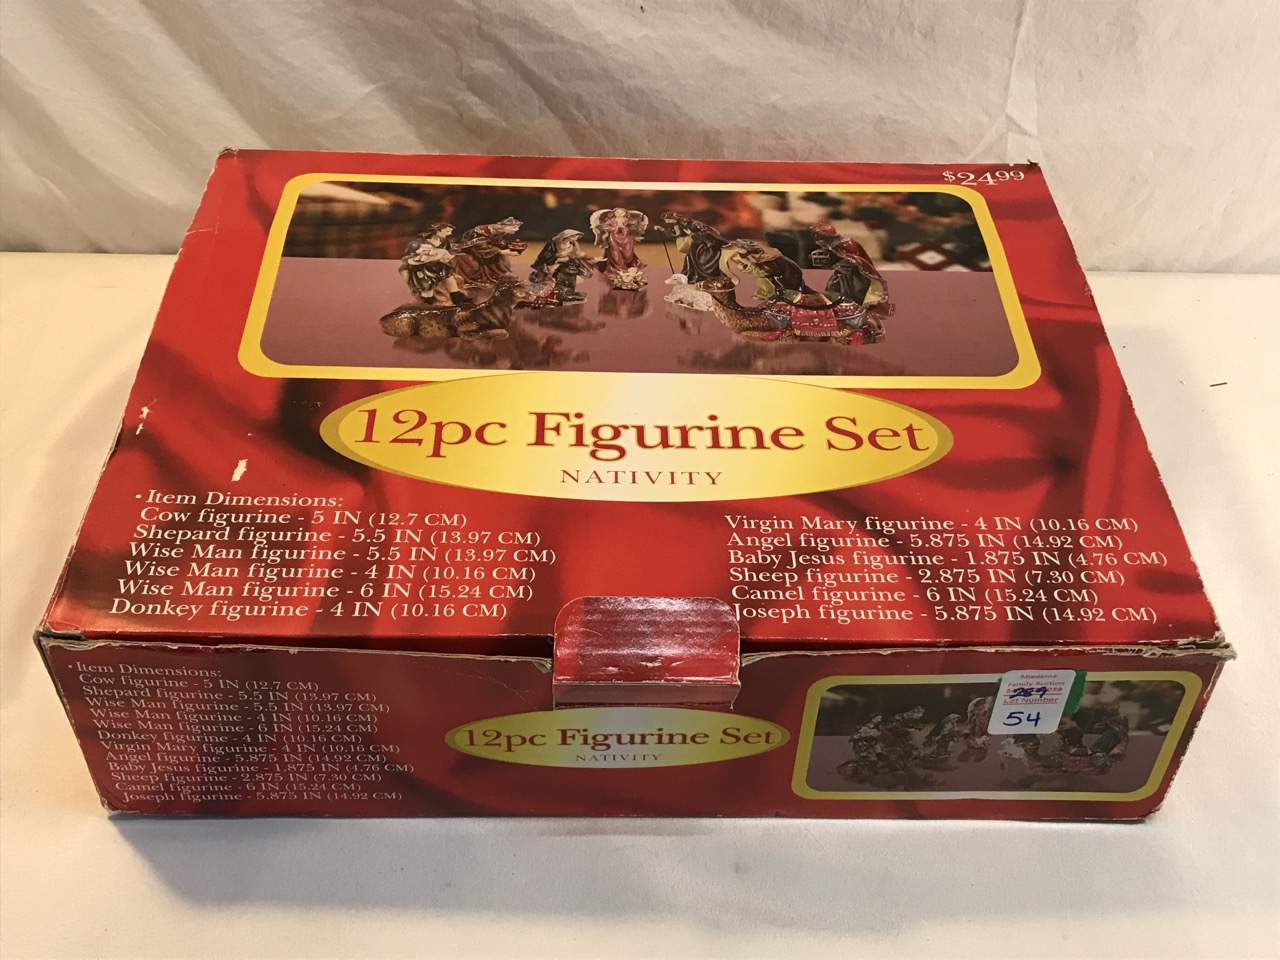 $24.99
12pc Figurine Set
NATIVITY
• Item Dimensions:
Cow figurine - 5 IN (12.7 CM)
Shepard figurine - 5.5 IN (13.97 CM)
Wise Man figurine - 5.5 IN (13.97 CM)
Wise Man figurine - 4 IN (10.16 CM)
Wise Man figurine - 6 IN (15.24 CM)
Donkey figurine - 4 IN (10.16 CM)
Virgin Mary figurine - 4 IN (10.16 CM)
Angel figurine - 5.875 IN (14.92 CM)
Baby Jesus figurine - 1.875 IN (4.76 CM)
Sheep figurine - 2.875 IN (7.30 CM)
Camel figurine - 6 IN (15.24 CM)
Joseph figurine - 5.875 IN (14.92 CM)
• Item Dimensions:
Cow figurine - 5 IN (12.7 CM)
Shepard figurine - 5.5 IN (13.97 CM)
Wise Man figurine - 5.5 IN (13.97 CM)
Wise Man figurine - 4 IN (10.16 CM)
Wise Man figurine - 6 IN (15.24 CM)
Donkey figurine - 4 IN (10.16 CM)
Virgin Mary figurine - 4 IN (10.16 CM)
Angel figurine - 5.875 IN (14.92 CM)
Baby Jesus figurine - 1.875 IN (4.76 CM)
Sheep figurine - 2.875 IN (7.30 CM)
Camel figurine - 6 IN (15.24 CM)
Joseph figurine - 5.875 IN (14.92 CM)
12pc Figurine Set
NATIVITY
Miedema
Family Auction
Lot Number
54